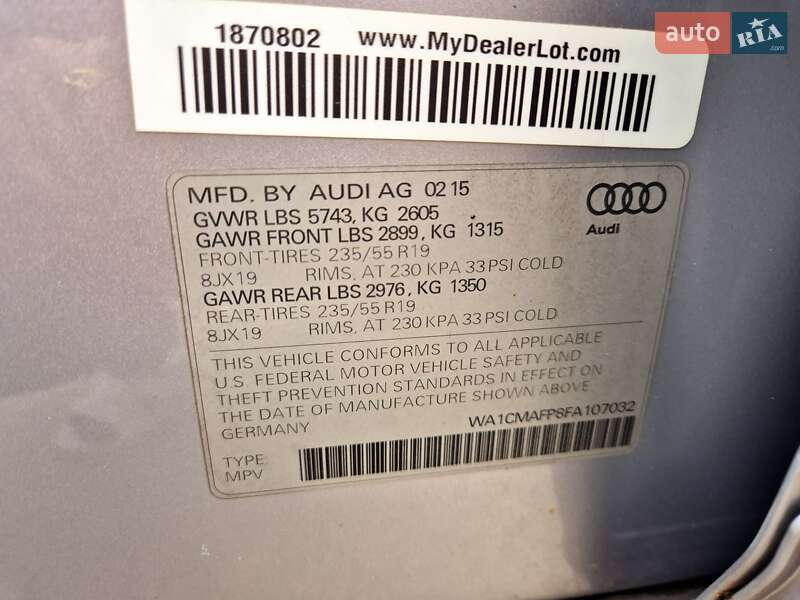 1870802 www.MyDealerLot.com
auto RIA
MFD. BY AUDI AG 02 15
GVWR LBS 5743, KG 2605
GAWR FRONT LBS 2899, KG 1315
FRONT-TIRES 235/55 R19
8JX19 RIMS, AT 230 KPA 33 PSI COLD
GAWR REAR LBS 2976, KG 1350
REAR-TIRES 235/55 R19
8JX19 RIMS, AT 230 KPA 33 PSI COLD
Audi
THIS VEHICLE CONFORMS TO ALL APPLICABLE
U.S. FEDERAL MOTOR VEHICLE SAFETY AND
THEFT PREVENTION STANDARDS IN EFFECT ON
THE DATE OF MANUFACTURE SHOWN ABOVE
GERMANY
WA1CMAFP8FA107032
TYPE:
MPV